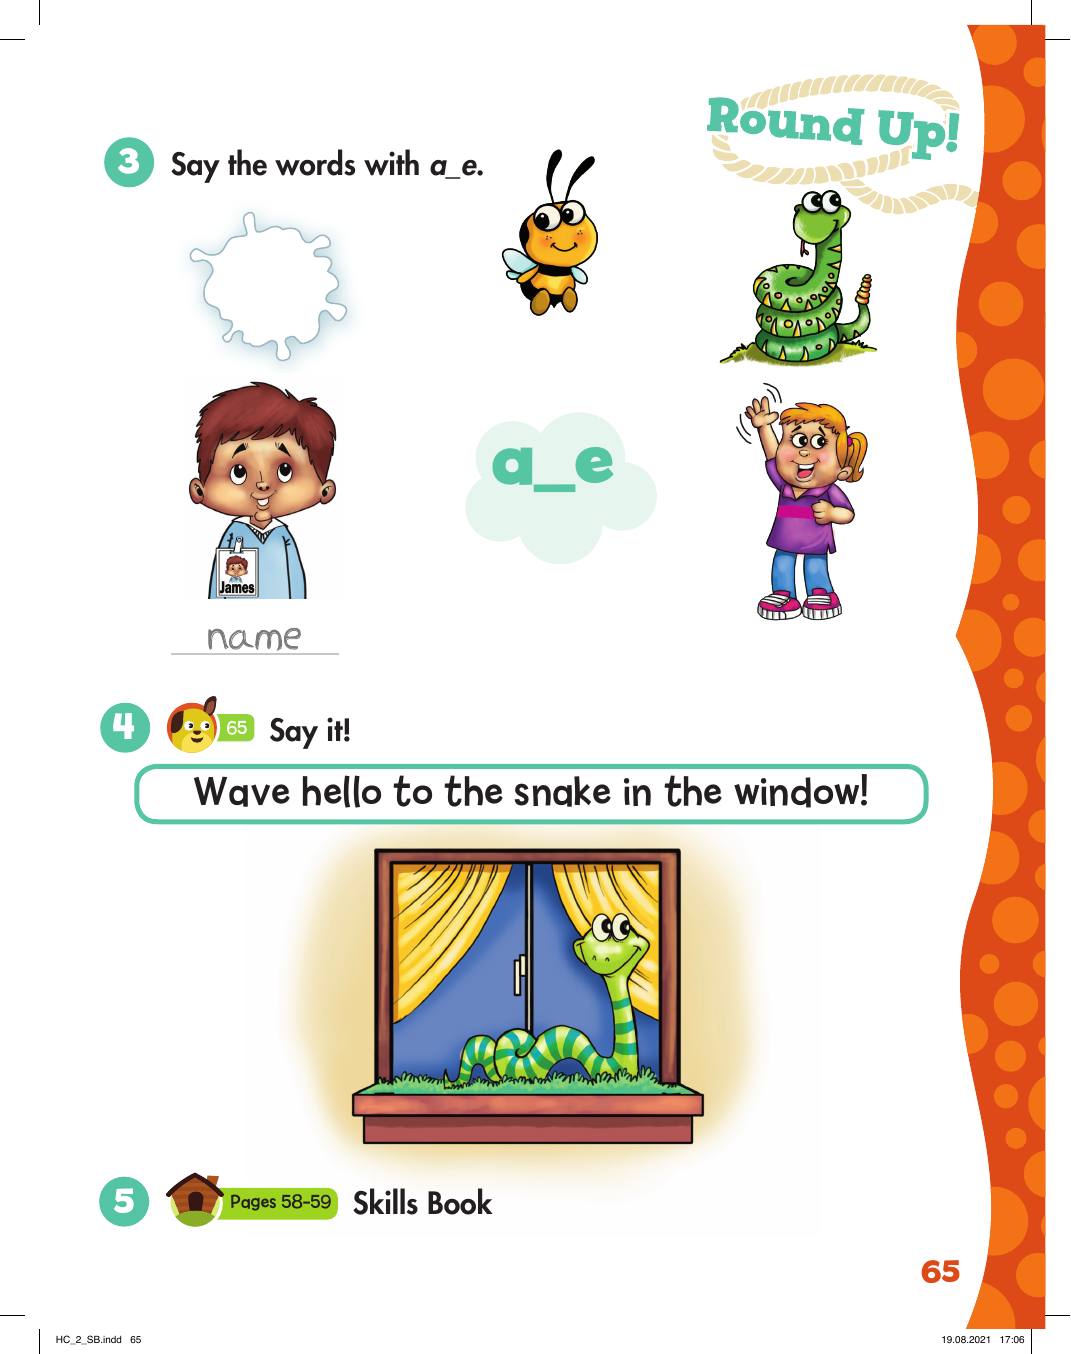 Round Up!
3 Say the words with a_e.
a_e
James
name
4 65 Say it!
Wave hello to the snake in the window!
5 Pages 58-59 Skills Book
65
HC_2_SB.indd 65
19.08.2021 17:06